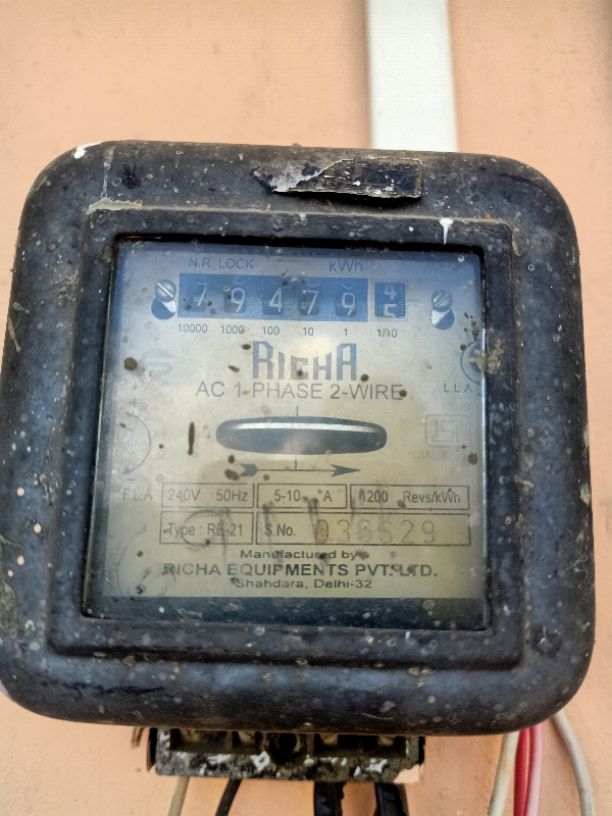 N.R. LOCK kWh
7 9 4 7 9 4
5
10000 1000 100 10 1 1/10
RICHA
L L A
AC 1-PHASE 2-WIRE
F.L.A 240V 50Hz 5-10 A 1200 Revs/kWh
Type : RE-21 S.No. 030629
Manufactured by
RICHA EQUIPMENTS PVT. LTD.
Shahdara, Delhi-32